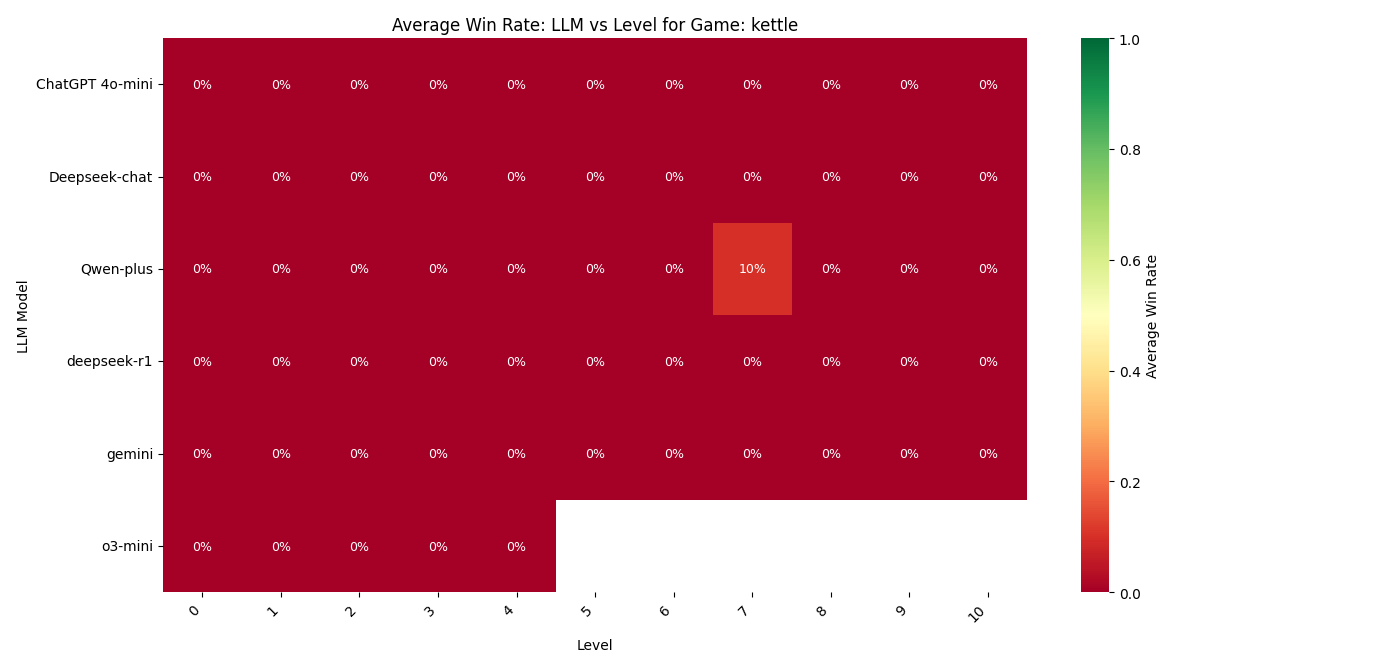 Average Win Rate: LLM vs Level for Game: kettle
ChatGPT 4o-mini 0% 0% 0% 0% 0% 0% 0% 0% 0% 0% 0%
Deepseek-chat 0% 0% 0% 0% 0% 0% 0% 0% 0% 0% 0%
Qwen-plus 0% 0% 0% 0% 0% 0% 0% 10% 0% 0% 0%
deepseek-r1 0% 0% 0% 0% 0% 0% 0% 0% 0% 0% 0%
gemini 0% 0% 0% 0% 0% 0% 0% 0% 0% 0% 0%
o3-mini 0% 0% 0% 0% 0%
LLM Model
0 1 2 3 4 5 6 7 8 9 10
Level
1.0
0.8
0.6
0.4
0.2
0.0
Average Win Rate